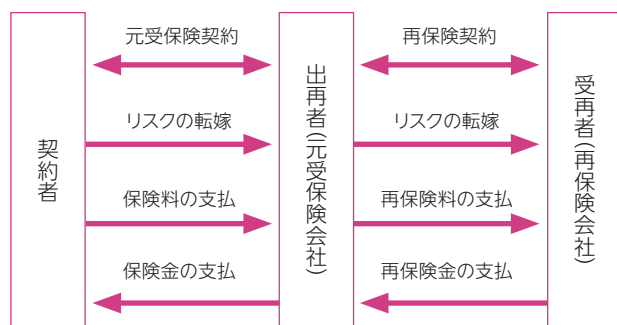 契約者
元受保険契約
リスクの転嫁
保険料の支払
保険金の支払
出再者(元受保険会社)
再保険契約
リスクの転嫁
再保険料の支払
再保険金の支払
受再者(再保険会社)